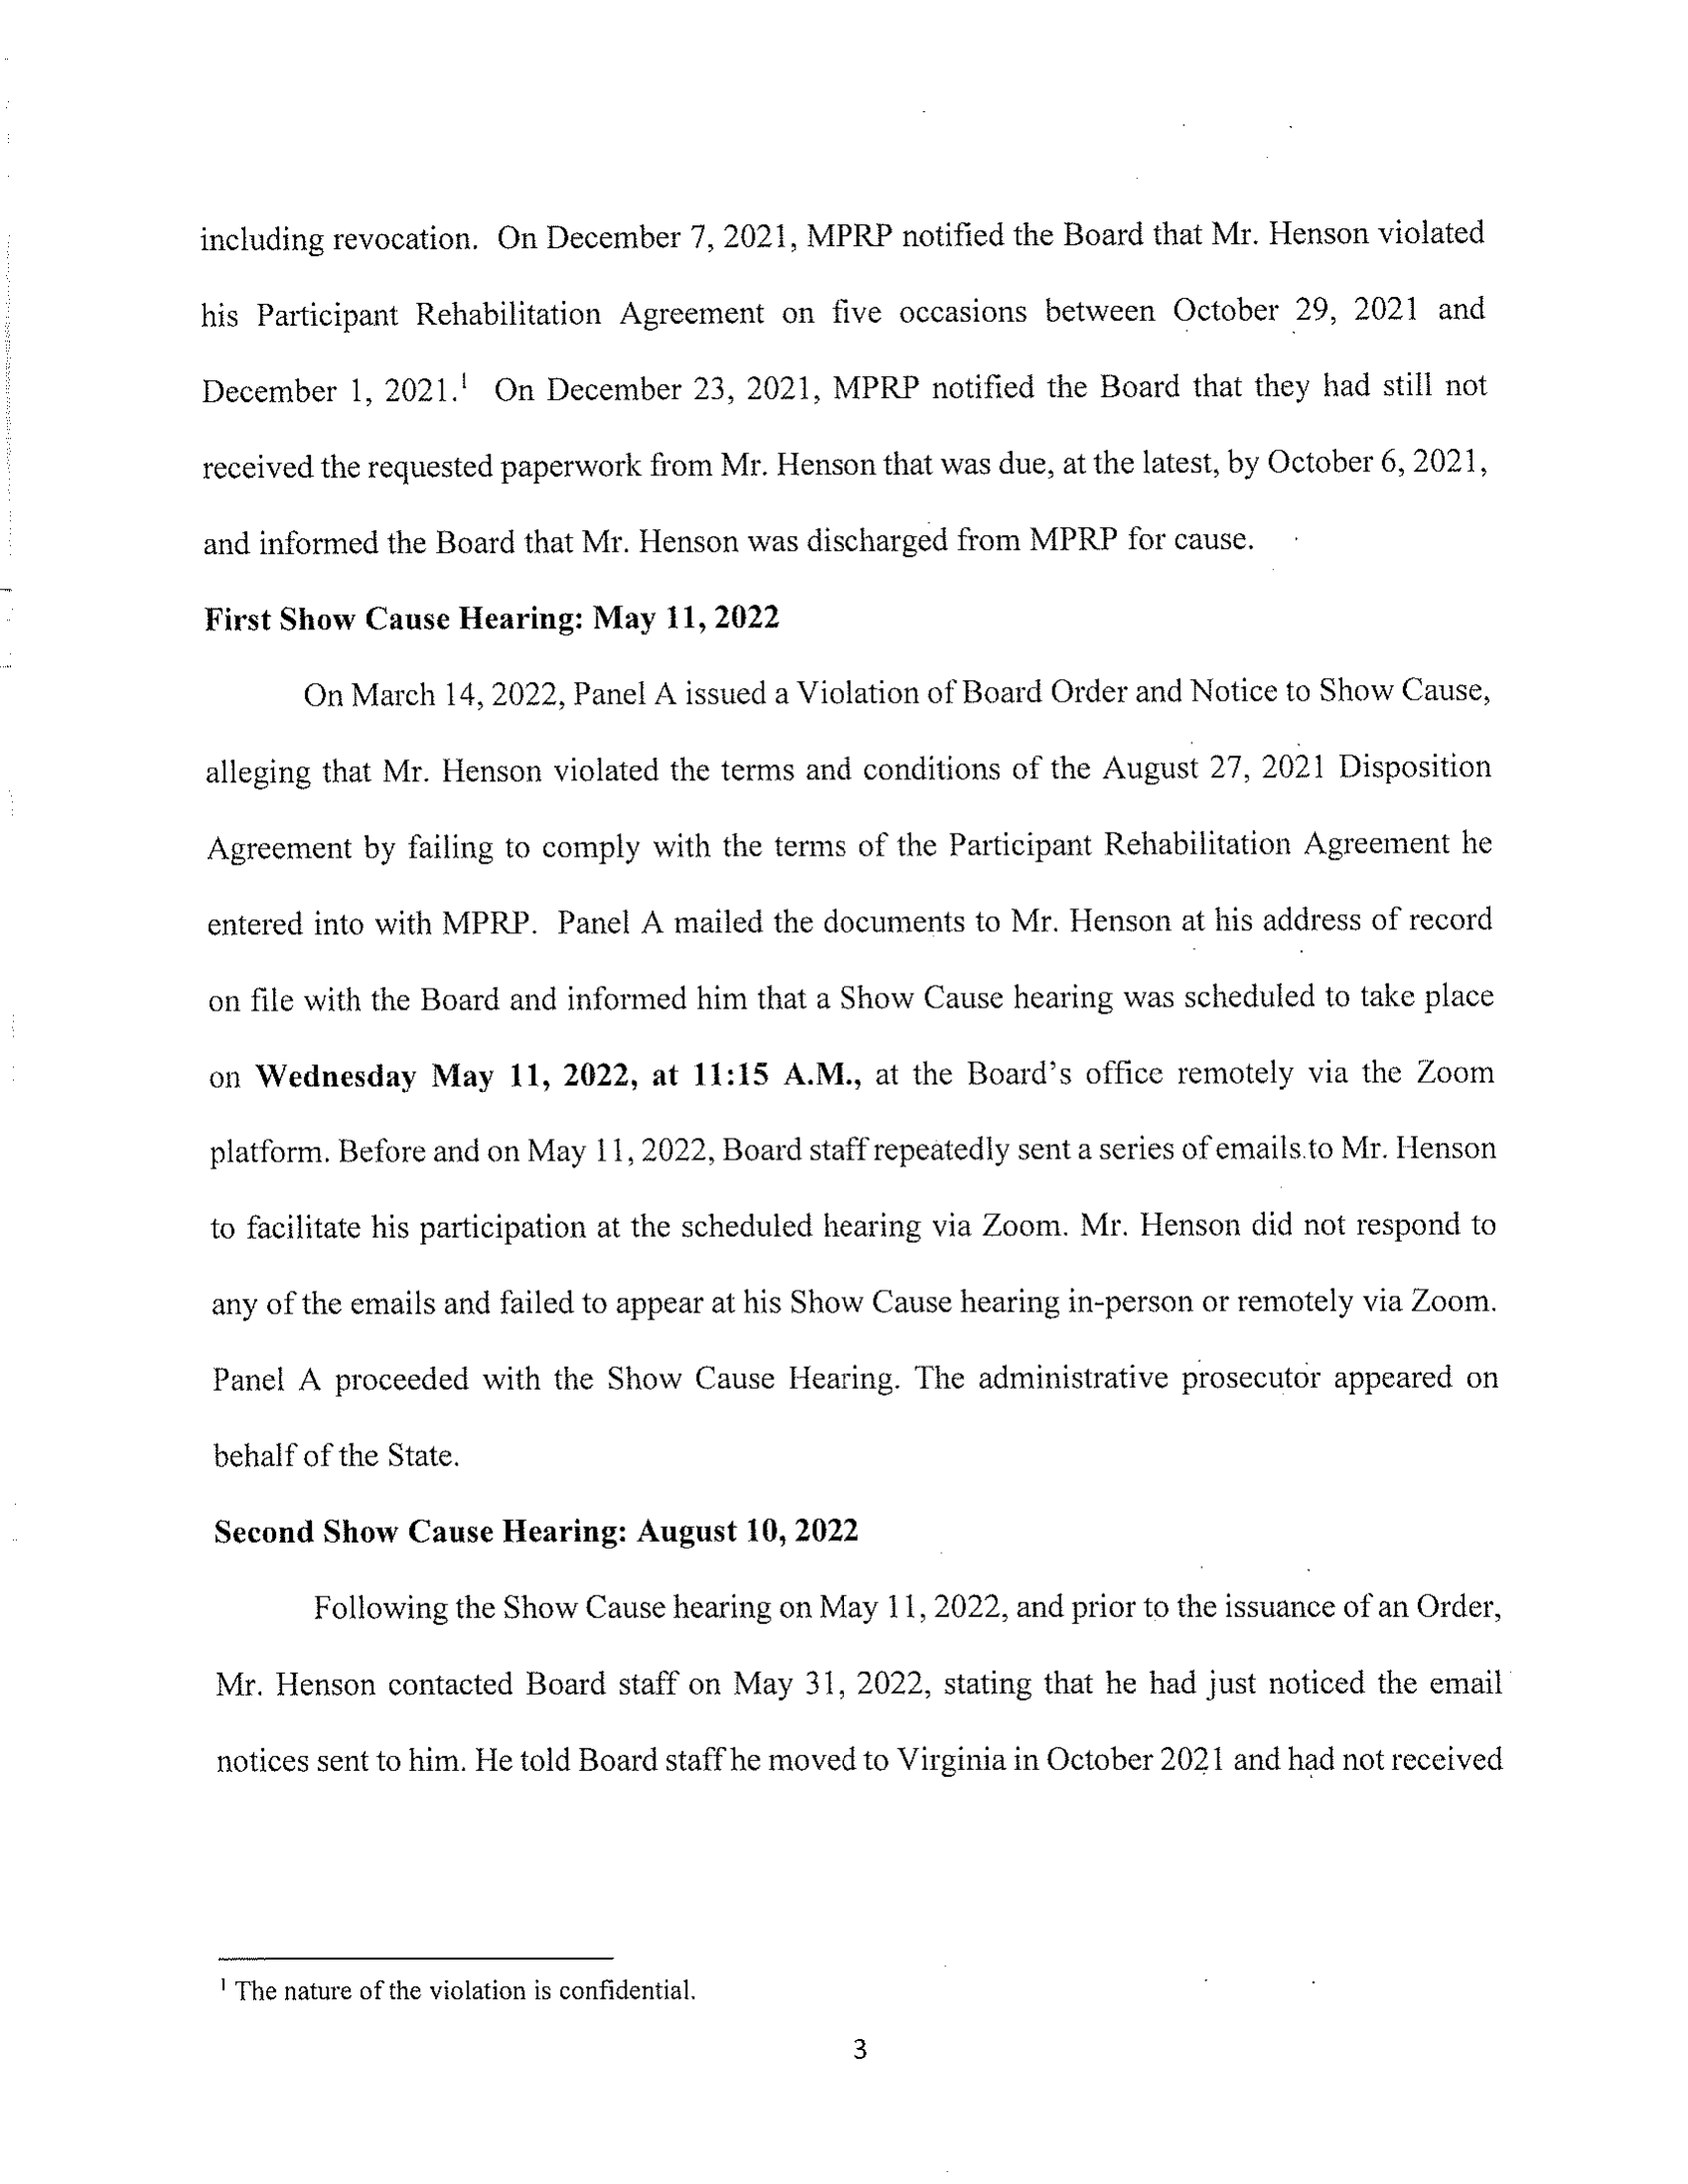 including revocation. On December 7, 2021, MPRP notified the Board that Mr. Henson violated
his Participant Rehabilitation Agreement on five occasions between October 29, 2021 and
December 1, 2021.¹ On December 23, 2021, MPRP notified the Board that they had still not
received the requested paperwork from Mr. Henson that was due, at the latest, by October 6, 2021,
and informed the Board that Mr. Henson was discharged from MPRP for cause.
First Show Cause Hearing: May 11, 2022
On March 14, 2022, Panel A issued a Violation of Board Order and Notice to Show Cause,
alleging that Mr. Henson violated the terms and conditions of the August 27, 2021 Disposition
Agreement by failing to comply with the terms of the Participant Rehabilitation Agreement he
entered into with MPRP. Panel A mailed the documents to Mr. Henson at his address of record
on file with the Board and informed him that a Show Cause hearing was scheduled to take place
on Wednesday May 11, 2022, at 11:15 A.M., at the Board's office remotely via the Zoom
platform. Before and on May 11, 2022, Board staff repeatedly sent a series of emails to Mr. Henson
to facilitate his participation at the scheduled hearing via Zoom. Mr. Henson did not respond to
any of the emails and failed to appear at his Show Cause hearing in-person or remotely via Zoom.
Panel A proceeded with the Show Cause Hearing. The administrative prosecutor appeared on
behalf of the State.
Second Show Cause Hearing: August 10, 2022
Following the Show Cause hearing on May 11, 2022, and prior to the issuance of an Order,
Mr. Henson contacted Board staff on May 31, 2022, stating that he had just noticed the email
notices sent to him. He told Board staff he moved to Virginia in October 2021 and had not received
¹ The nature of the violation is confidential.
3